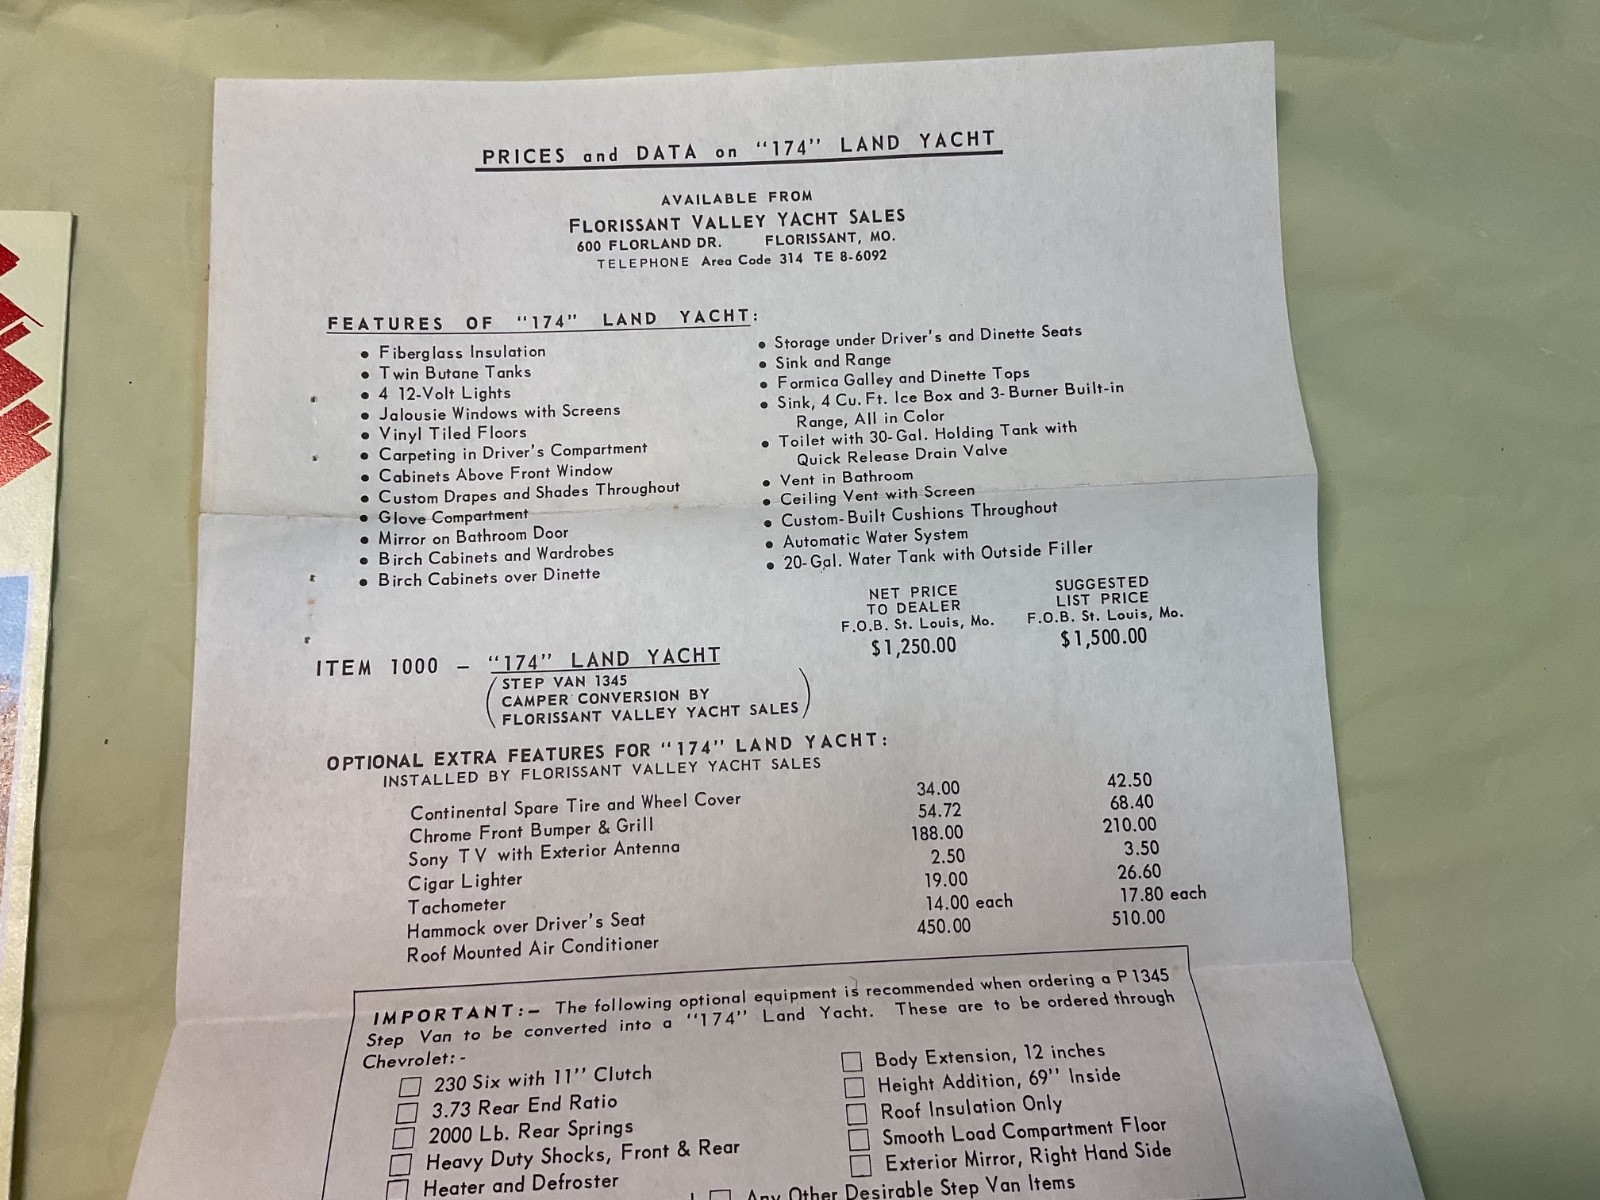 PRICES and DATA on "174" LAND YACHT
AVAILABLE FROM
FLORISSANT VALLEY YACHT SALES
600 FLORLAND DR. FLORISSANT, MO.
TELEPHONE Area Code 314 TE 8-6092
FEATURES OF "174" LAND YACHT:
• Fiberglass Insulation
• Twin Butane Tanks
• 4 12-Volt Lights
• Jalousie Windows with Screens
• Vinyl Tiled Floors
• Carpeting in Driver's Compartment
• Cabinets Above Front Window
• Custom Drapes and Shades Throughout
• Glove Compartment
• Mirror on Bathroom Door
• Birch Cabinets and Wardrobes
• Birch Cabinets over Dinette
• Storage under Driver's and Dinette Seats
• Sink and Range
• Formica Galley and Dinette Tops
• Sink, 4 Cu. Ft. Ice Box and 3-Burner Built-in
Range, All in Color
• Toilet with 30-Gal. Holding Tank with
Quick Release Drain Valve
• Vent in Bathroom
• Ceiling Vent with Screen
• Custom-Built Cushions Throughout
• Automatic Water System
• 20-Gal. Water Tank with Outside Filler
NET PRICE
TO DEALER
F.O.B. St. Louis, Mo.
$1,250.00
SUGGESTED
LIST PRICE
F.O.B. St. Louis, Mo.
$1,500.00
ITEM 1000 – "174" LAND YACHT
(STEP VAN 1345
CAMPER CONVERSION BY
FLORISSANT VALLEY YACHT SALES)
OPTIONAL EXTRA FEATURES FOR "174" LAND YACHT:
INSTALLED BY FLORISSANT VALLEY YACHT SALES
Continental Spare Tire and Wheel Cover 34.00 42.50
Chrome Front Bumper & Grill 54.72 68.40
Sony TV with Exterior Antenna 188.00 210.00
Cigar Lighter 2.50 3.50
Tachometer 19.00 26.60
Hammock over Driver's Seat 14.00 each 17.80 each
Roof Mounted Air Conditioner 450.00 510.00
IMPORTANT:– The following optional equipment is recommended when ordering a P1345
Step Van to be converted into a "174" Land Yacht. These are to be ordered through
Chevrolet:-
230 Six with 11" Clutch
3.73 Rear End Ratio
2000 Lb. Rear Springs
Heavy Duty Shocks, Front & Rear
Heater and Defroster
Body Extension, 12 inches
Height Addition, 69" Inside
Roof Insulation Only
Smooth Load Compartment Floor
Exterior Mirror, Right Hand Side
Any Other Desirable Step Van Items